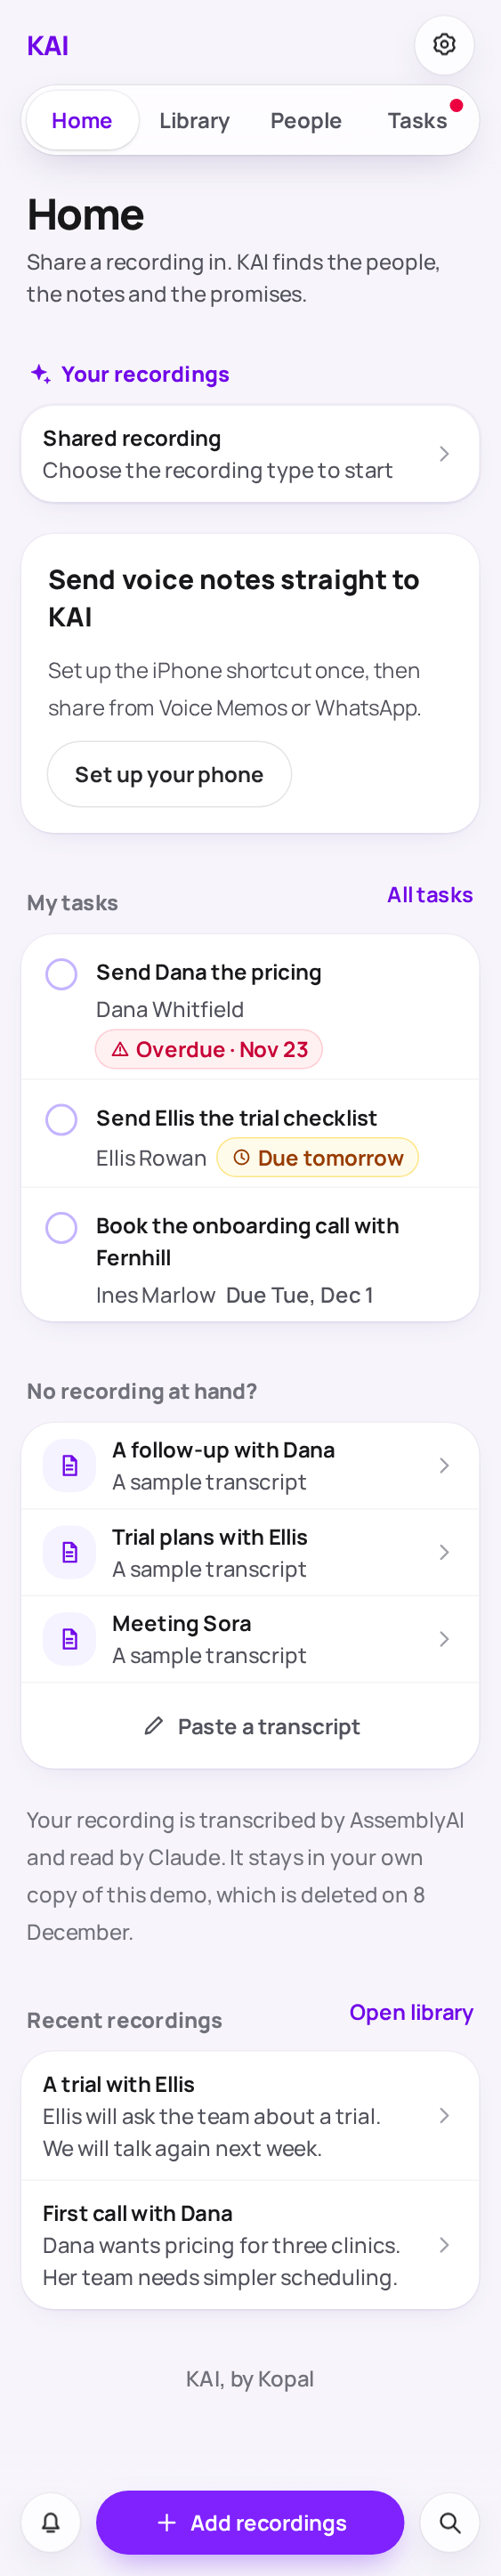 KAI
Home
Library
People
Tasks
Home
Share a recording in. KAI finds the people,
the notes and the promises.
Your recordings
Shared recording
Choose the recording type to start
Send voice notes straight to
KAI
Set up the iPhone shortcut once, then
share from Voice Memos or WhatsApp.
Set up your phone
My tasks
All tasks
Send Dana the pricing
Dana Whitfield
Overdue · Nov 23
Send Ellis the trial checklist
Ellis Rowan Due tomorrow
Book the onboarding call with
Fernhill
Ines Marlow Due Tue, Dec 1
No recording at hand?
A follow-up with Dana
A sample transcript
Trial plans with Ellis
A sample transcript
Meeting Sora
A sample transcript
Paste a transcript
Your recording is transcribed by AssemblyAI
and read by Claude. It stays in your own
copy of this demo, which is deleted on 8
December.
Recent recordings
Open library
A trial with Ellis
Ellis will ask the team about a trial.
We will talk again next week.
First call with Dana
Dana wants pricing for three clinics.
Her team needs simpler scheduling.
KAI, by Kopal
Add recordings